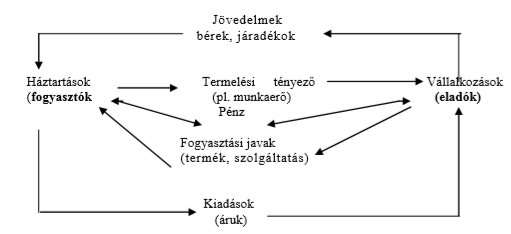 Jövedelmek
bérek, járadékok
Háztartások
(fogyasztók
Termelési tényező
(pl. munkaerő)
Pénz
Vállalkozások
(eladók)
Fogyasztási javak
(termék, szolgáltatás)
Kiadások
(áruk)